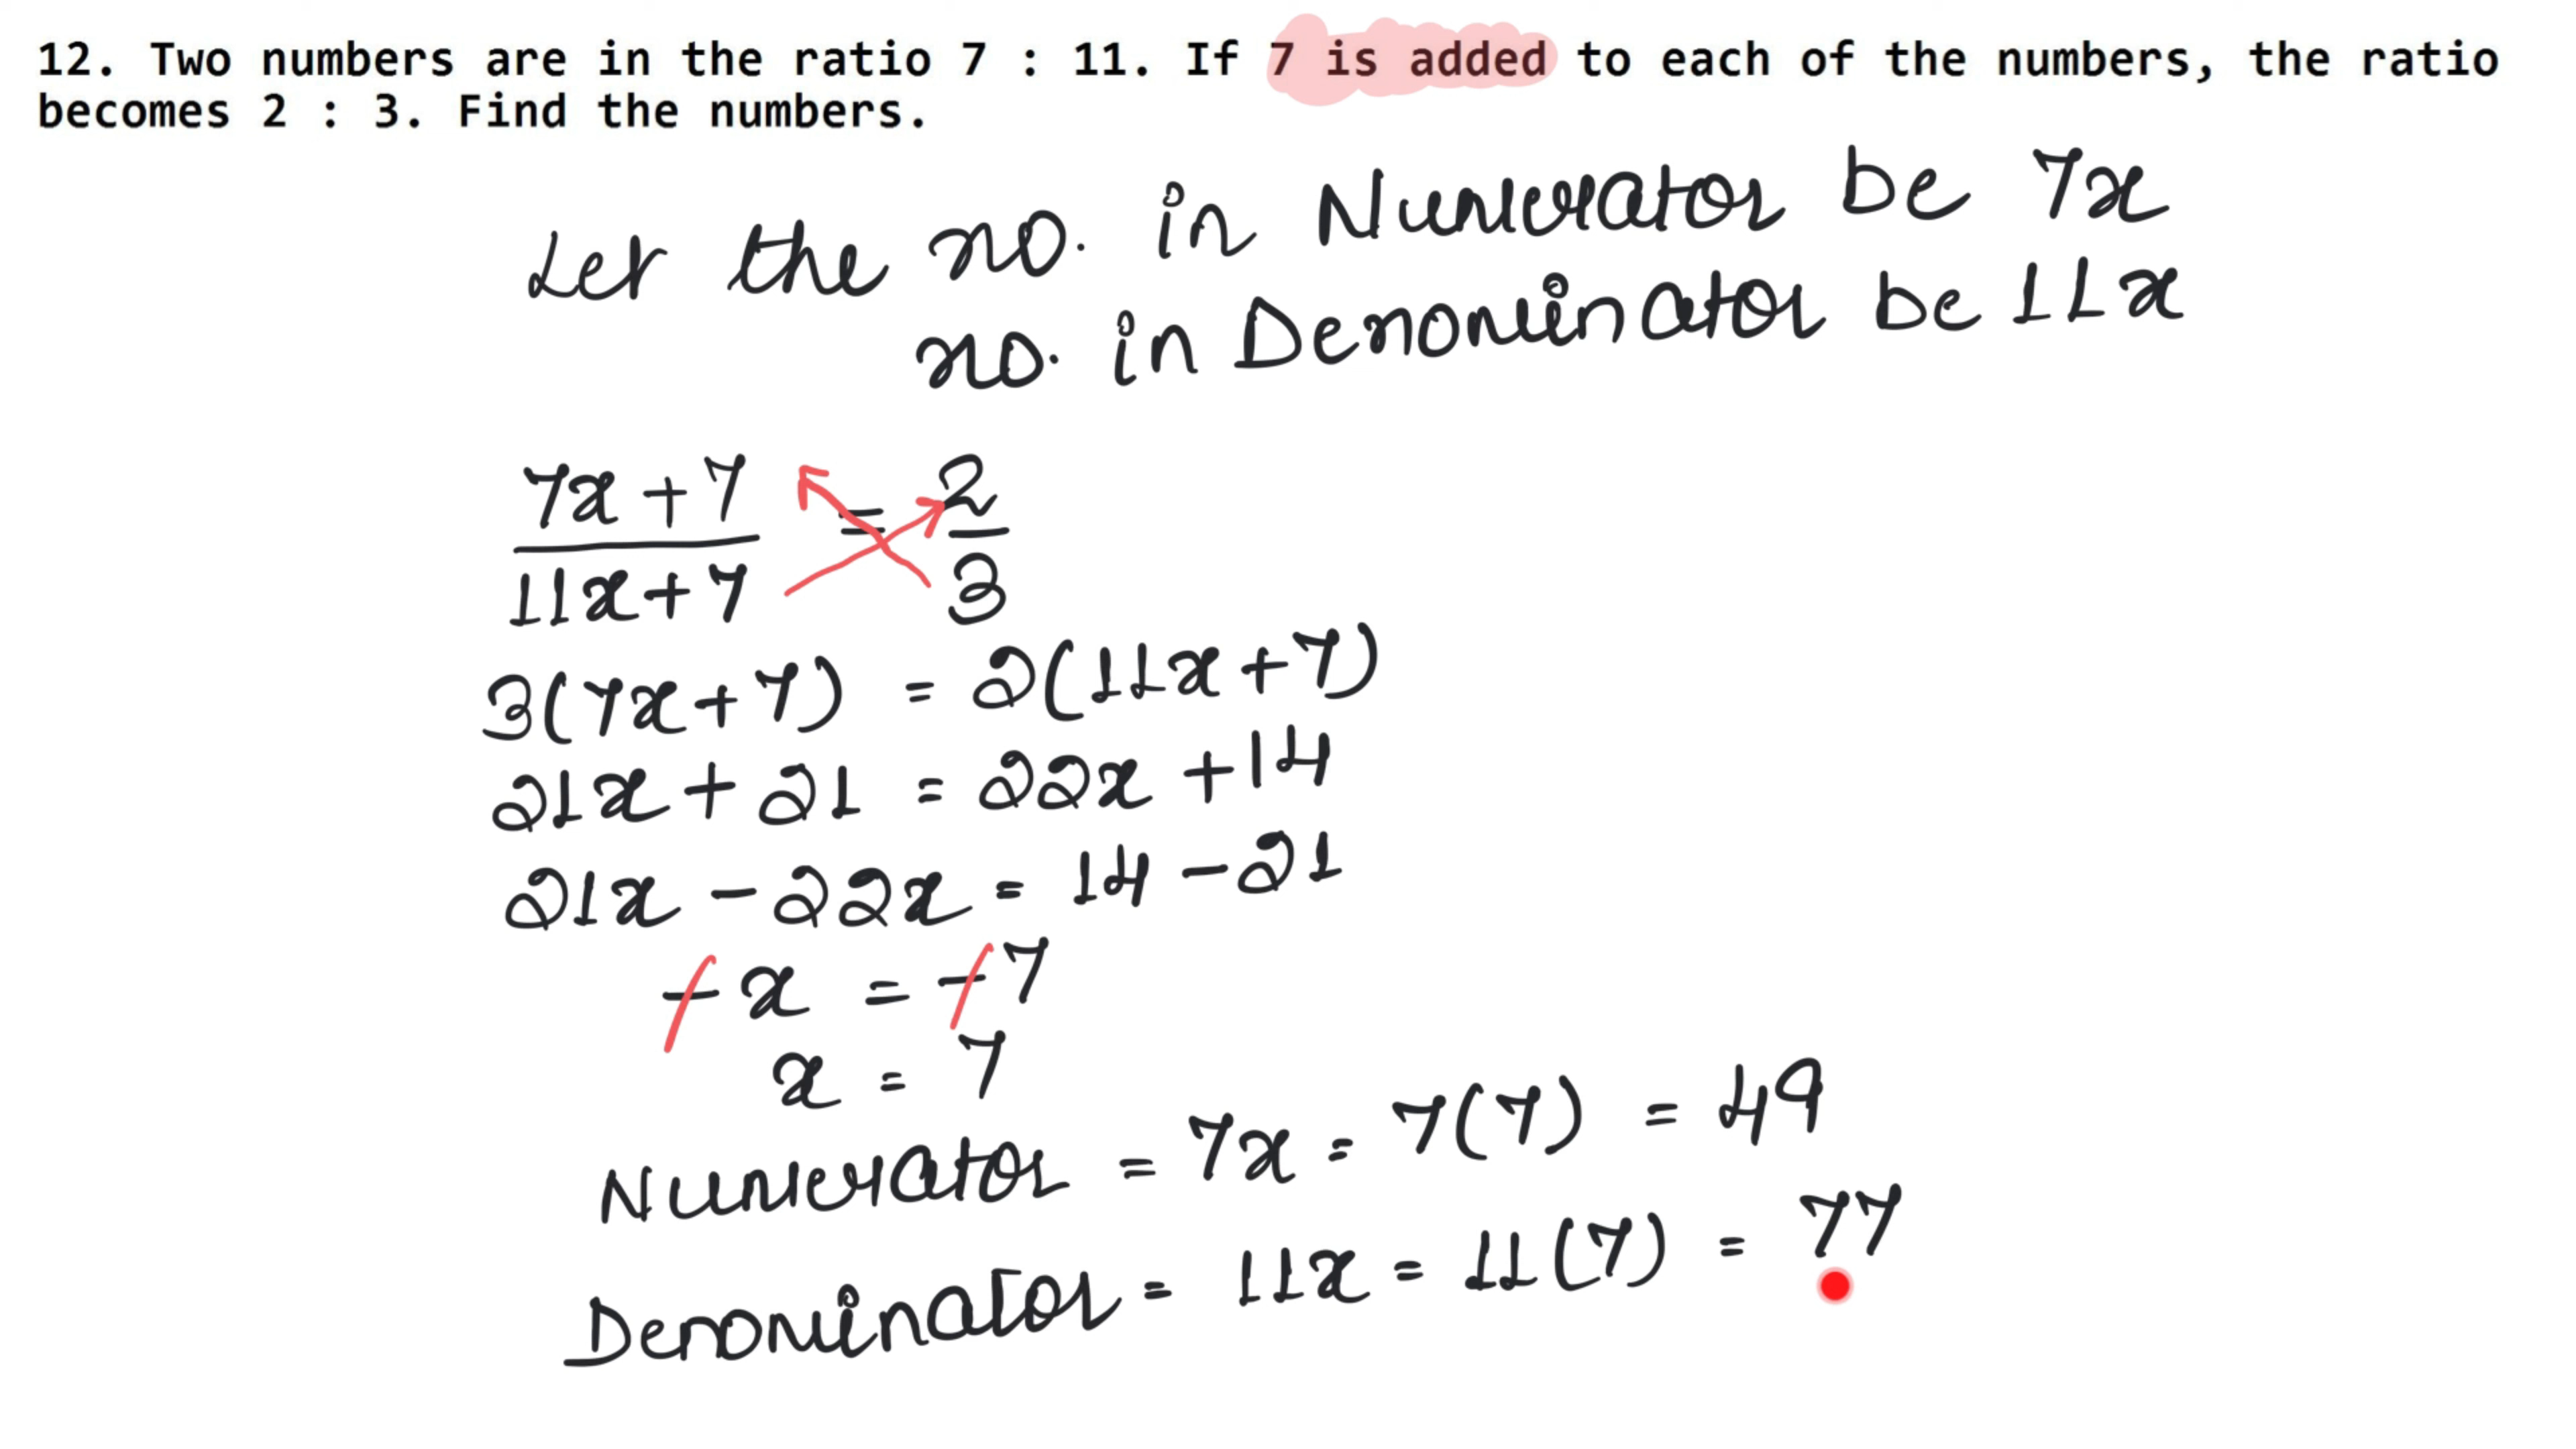 12. Two numbers are in the ratio 7 : 11. If 7 is added to each of the numbers, the ratio
becomes 2 : 3. Find the numbers.
Let the no. in Numerator be 7x
no. in Denominator be 11x
7x+7 = 2
11x+7 3
3(7x+7) = 2(11x+7)
21x+21 = 22x+14
21x-22x = 14-21
-x = -7
x = 7
Numerator = 7x = 7(7) = 49
Denominator = 11x = 11(7) = 77